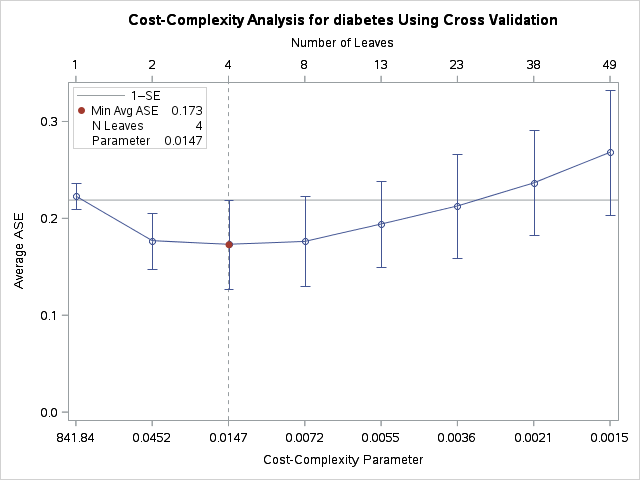 Cost-Complexity Analysis for diabetes Using Cross Validation
Number of Leaves
1 2 4 8 13 23 38 49
1-SE
Min Avg ASE 0.173
N Leaves 4
Parameter 0.0147
0.3
0.2
0.1
0.0
Average ASE
841.84 0.0452 0.0147 0.0072 0.0055 0.0036 0.0021 0.0015
Cost-Complexity Parameter